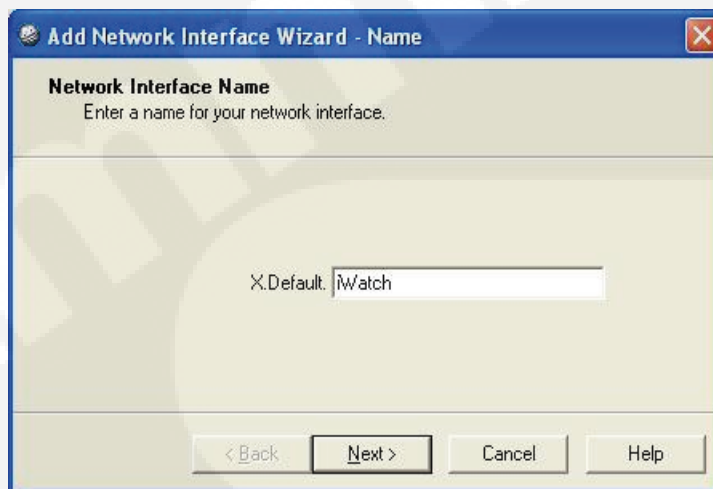 Add Network Interface Wizard - Name
Network Interface Name
Enter a name for your network interface.
X.Default. iWatch
< Back Next > Cancel Help